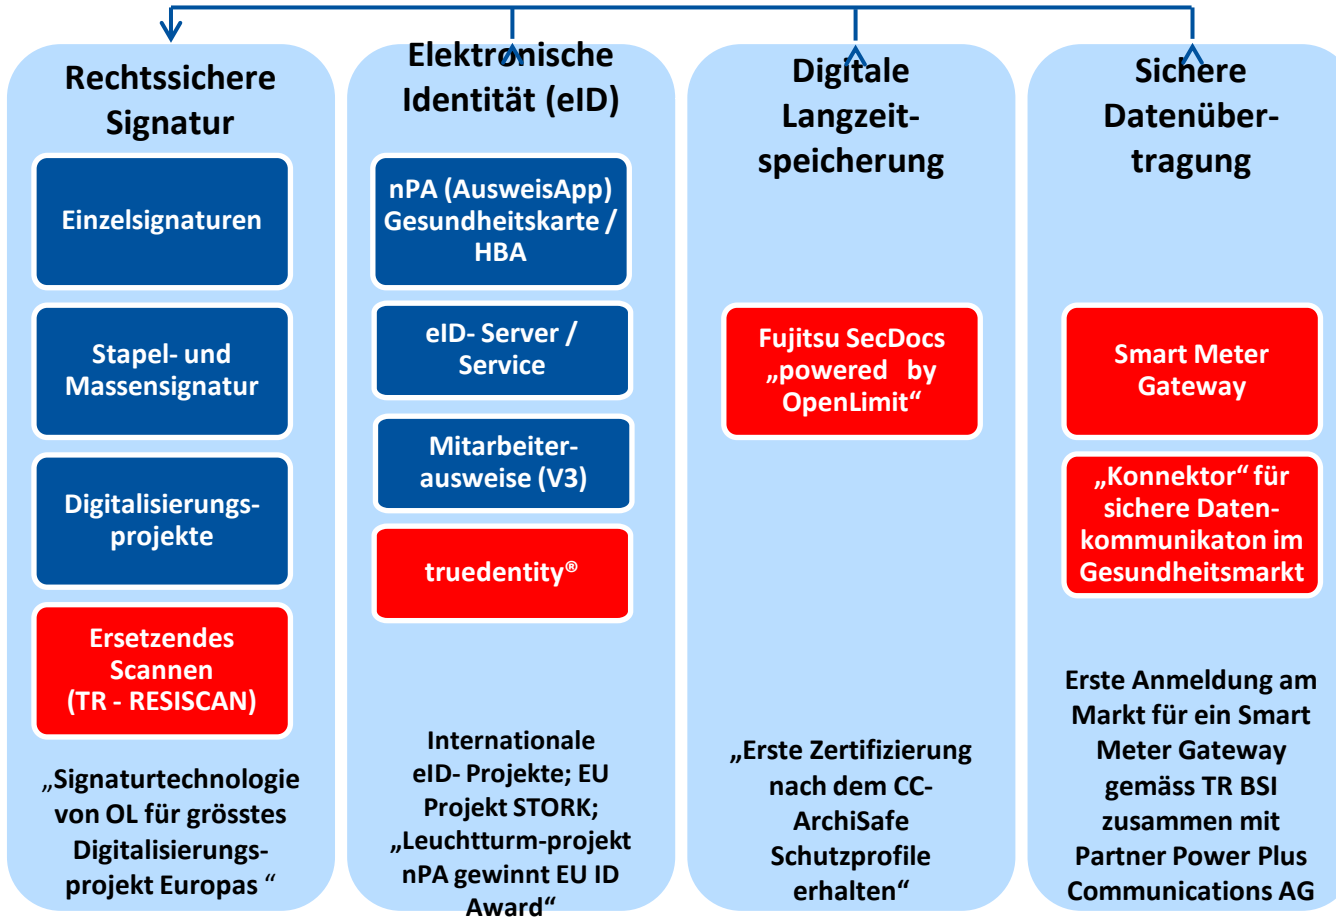 Rechtssichere
Signatur
Einzelsignaturen
Stapel- und
Massensignatur
Digitalisierungs-
projekte
Ersetzendes
Scannen
(TR - RESISCAN)
„Signaturtechnologie
von OL für grösstes
Digitalisierungs-
projekt Europas “
Elektronische
Identität (eID)
nPA (AusweisApp)
Gesundheitskarte /
HBA
eID- Server /
Service
Mitarbeiter-
ausweise (V3)
truedentity®
Internationale
eID- Projekte; EU
Projekt STORK;
„Leuchtturm-projekt
nPA gewinnt EU ID
Award“
Digitale
Langzeit-
speicherung
Fujitsu SecDocs
„powered by
OpenLimit“
„Erste Zertifizierung
nach dem CC-
ArchiSafe
Schutzprofile
erhalten“
Sichere
Datenüber-
tragung
Smart Meter
Gateway
„Konnektor“ für
sichere Daten-
kommunikaton im
Gesundheitsmarkt
Erste Anmeldung am
Markt für ein Smart
Meter Gateway
gemäss TR BSI
zusammen mit
Partner Power Plus
Communications AG